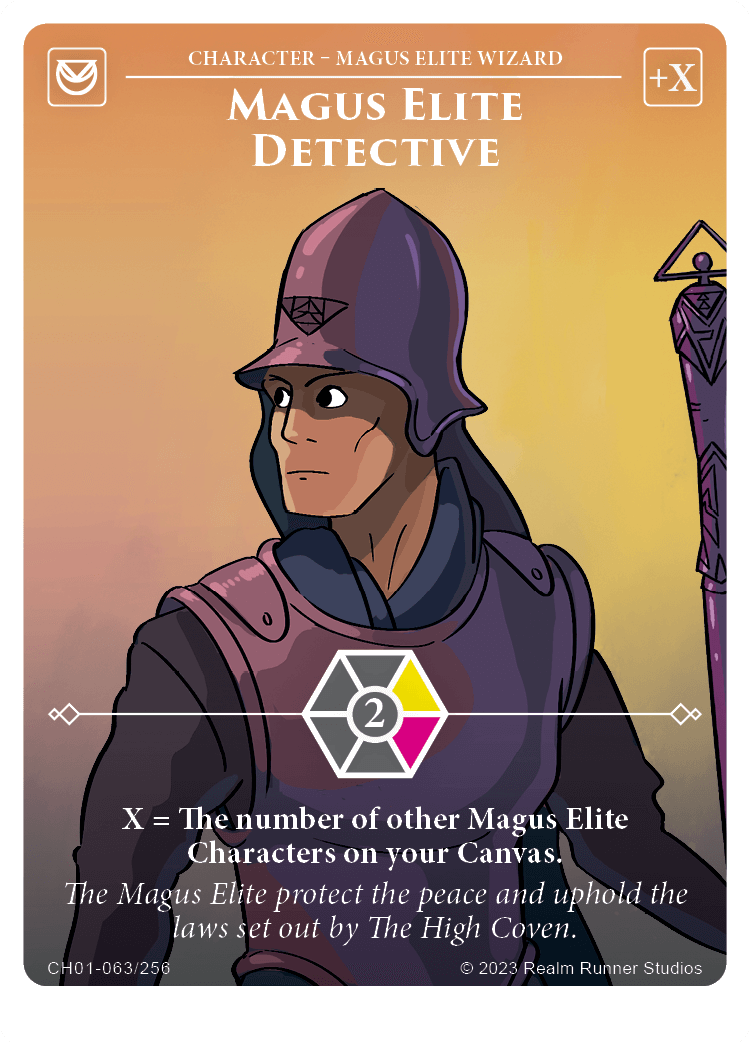 CHARACTER – MAGUS ELITE WIZARD
+X
Magus Elite
Detective
2
X = The number of other Magus Elite
Characters on your Canvas.
The Magus Elite protect the peace and uphold the
laws set out by The High Coven.
CH01-063/256
© 2023 Realm Runner Studios